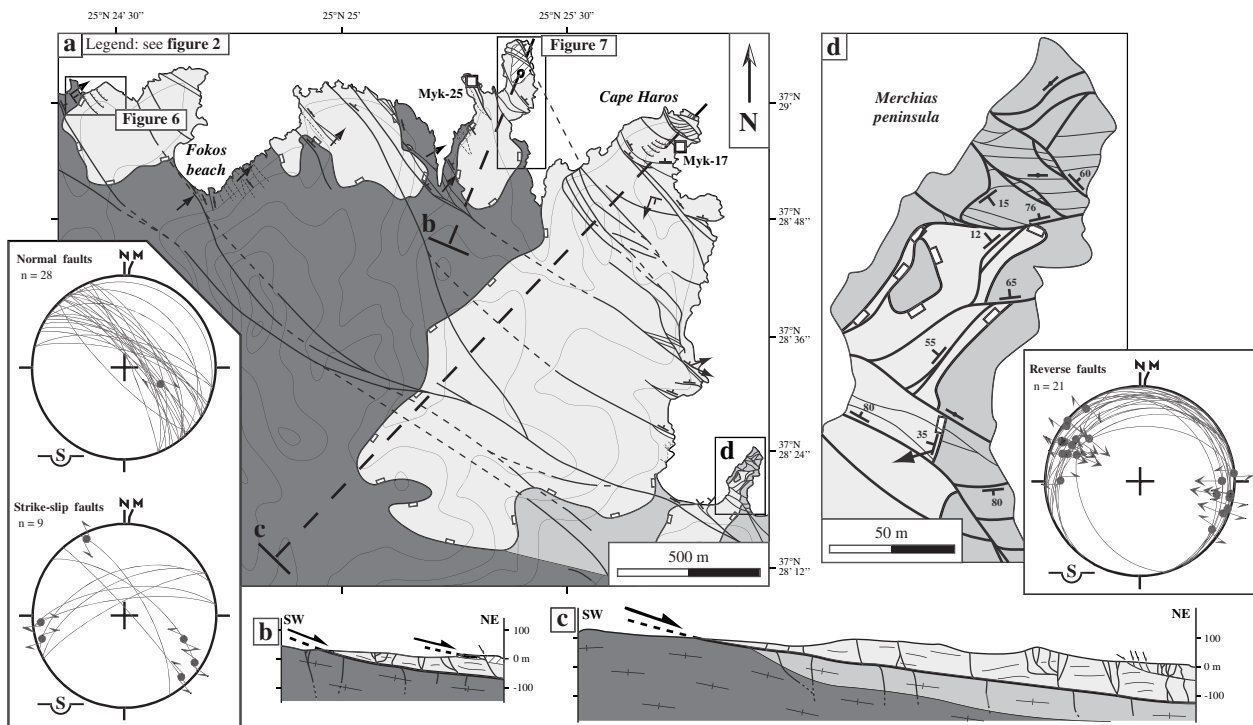 25°N 24' 30''
25°N 25'
25°N 25' 30''
a
Legend: see figure 2
Figure 7
Figure 6
Myk-25
Cape Haros
Myk-17
N
Fokos
beach
b
c
d
500 m
37°N
29'
37°N
28' 48''
37°N
28' 36''
37°N
28' 24''
37°N
28' 12''
Normal faults
n = 28
N M
S
Strike-slip faults
n = 9
N M
S
d
Merchias
peninsula
60
15
76
12
65
55
80
35
80
50 m
Reverse faults
n = 21
N M
S
b
SW
NE
100
0 m
-100
c
SW
NE
100
0 m
-100